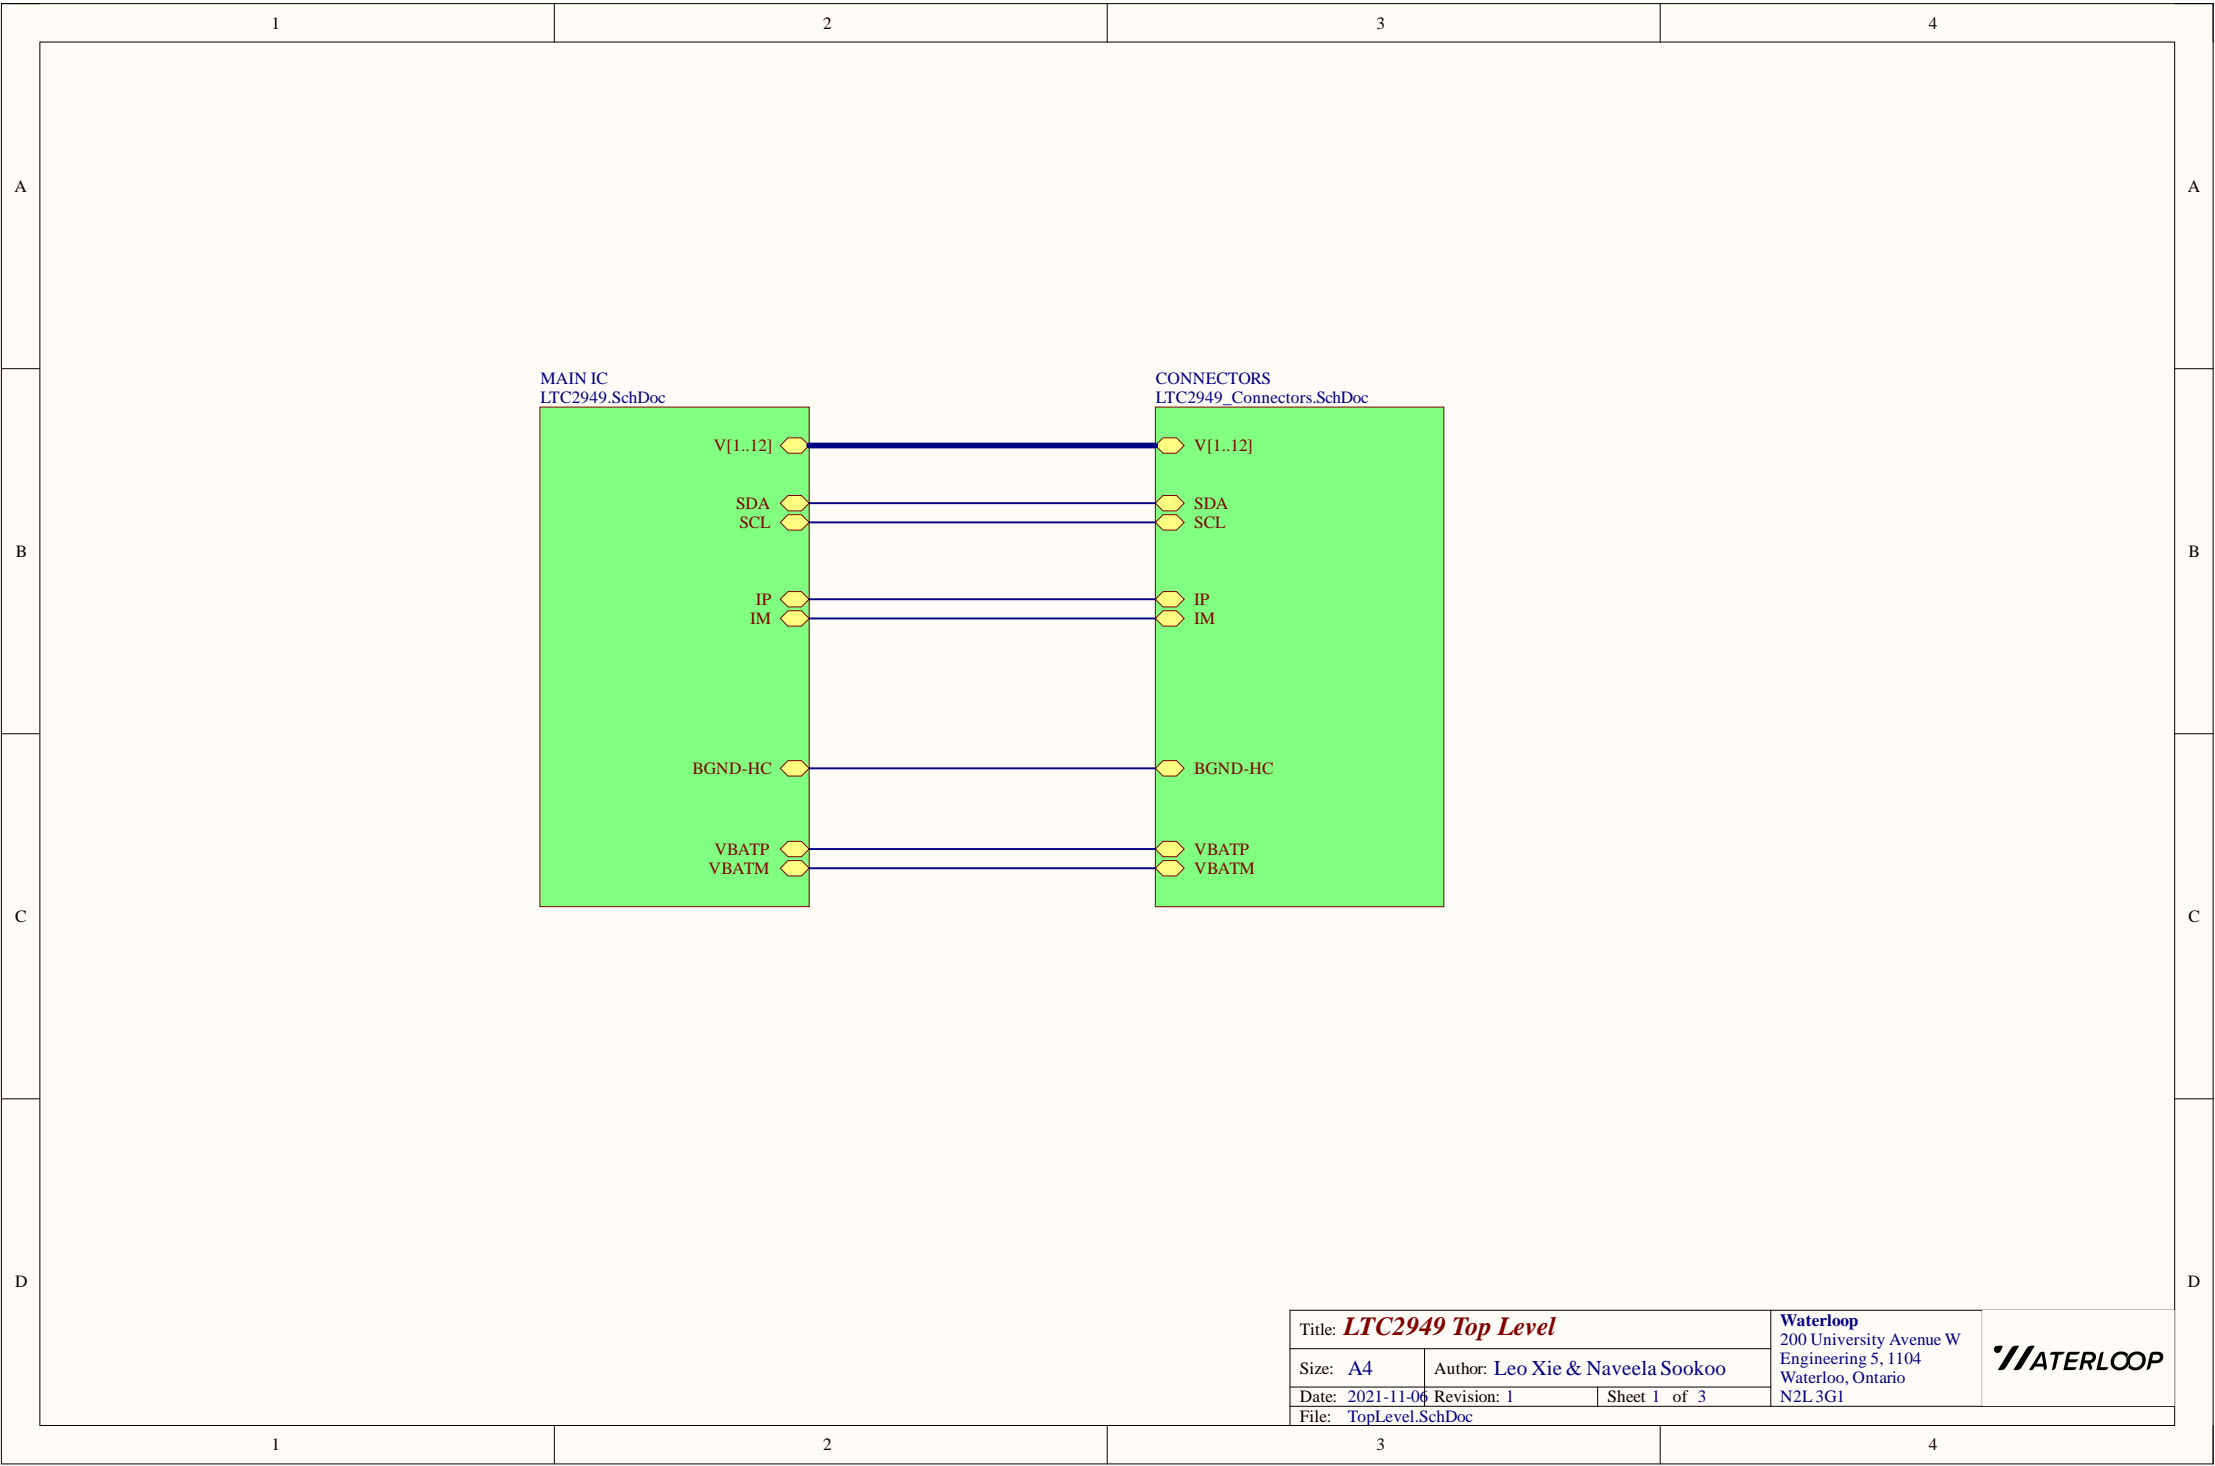 1 2 3 4
A A
MAIN IC
LTC2949.SchDoc
CONNECTORS
LTC2949_Connectors.SchDoc
V[1..12] V[1..12]
SDA SDA
SCL SCL
B B
IP IP
IM IM
BGND-HC BGND-HC
VBATP VBATP
VBATM VBATM
C C
D D
Title: LTC2949 Top Level
Size: A4 Author: Leo Xie & Naveela Sookoo
Date: 2021-11-06 Revision: 1 Sheet 1 of 3
File: TopLevel.SchDoc
Waterloop
200 University Avenue W
Engineering 5, 1104
Waterloo, Ontario
N2L 3G1
WATERLOOP
1 2 3 4